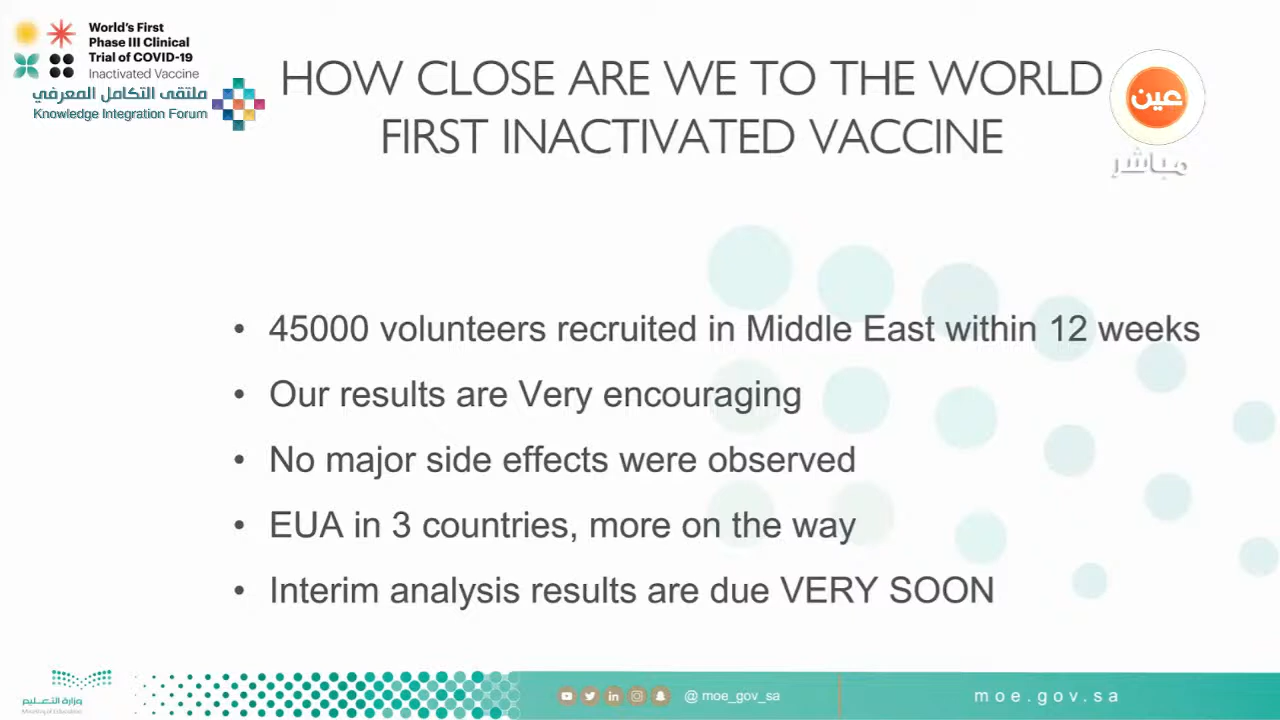 World's First
Phase III Clinical
Trial of COVID-19
Inactivated Vaccine
ملتقى التكامل المعرفي
Knowledge Integration Forum
HOW CLOSE ARE WE TO THE WORLD
FIRST INACTIVATED VACCINE
عين
مباشر
• 45000 volunteers recruited in Middle East within 12 weeks
• Our results are Very encouraging
• No major side effects were observed
• EUA in 3 countries, more on the way
• Interim analysis results are due VERY SOON
وزارة التعليم
Ministry of Education
@ moe_gov_sa
moe.gov.sa